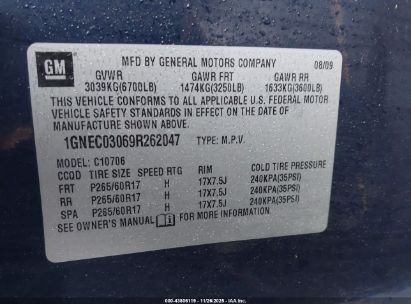 GM
MFD BY GENERAL MOTORS COMPANY 08/09
GVWR GAWR FRT GAWR RR
3039KG(6700LB) 1474KG(3250LB) 1633KG(3600LB)
THIS VEHICLE CONFORMS TO ALL APPLICABLE U.S. FEDERAL MOTOR
VEHICLE SAFETY STANDARDS IN EFFECT ON THE DATE OF
MANUFACTURE SHOWN ABOVE.
1GNEC03069R262047 TYPE: M.P.V.
MODEL: C10706
CCQD TIRE SIZE SPEED RTG RIM COLD TIRE PRESSURE
FRT P265/60R17 H 17X7.5J 240KPA(35PSI)
RR P265/60R17 H 17X7.5J 240KPA(35PSI)
SPA P265/60R17 H 17X7.5J 240KPA(35PSI)
SEE OWNER'S MANUAL FOR MORE INFORMATION.